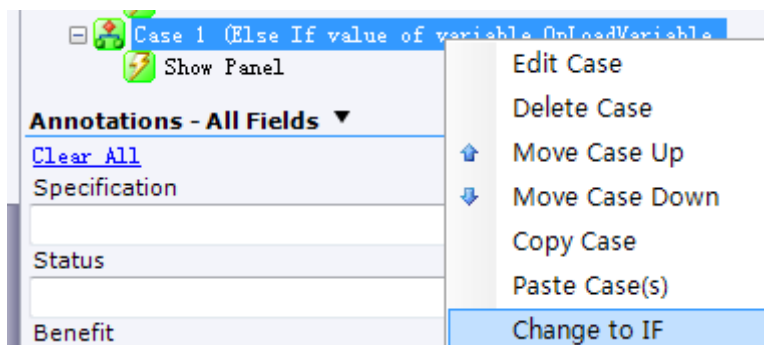 Case 1 (Else If value of variable OnLoadVariable
Show Panel
Edit Case
Delete Case
Annotations - All Fields ▼
Clear All
Move Case Up
Specification
Move Case Down
Copy Case
Status
Paste Case(s)
Benefit
Change to IF